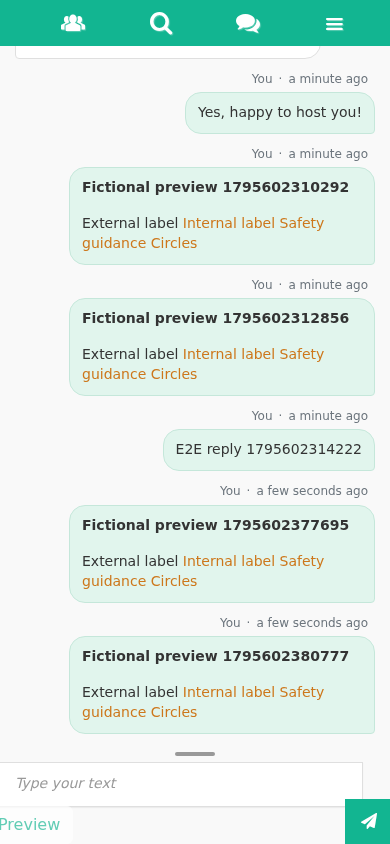 You · a minute ago
Yes, happy to host you!
You · a minute ago
Fictional preview 1795602310292
External label Internal label Safety
guidance Circles
You · a minute ago
Fictional preview 1795602312856
External label Internal label Safety
guidance Circles
You · a minute ago
E2E reply 1795602314222
You · a few seconds ago
Fictional preview 1795602377695
External label Internal label Safety
guidance Circles
You · a few seconds ago
Fictional preview 1795602380777
External label Internal label Safety
guidance Circles
Type your text
Preview